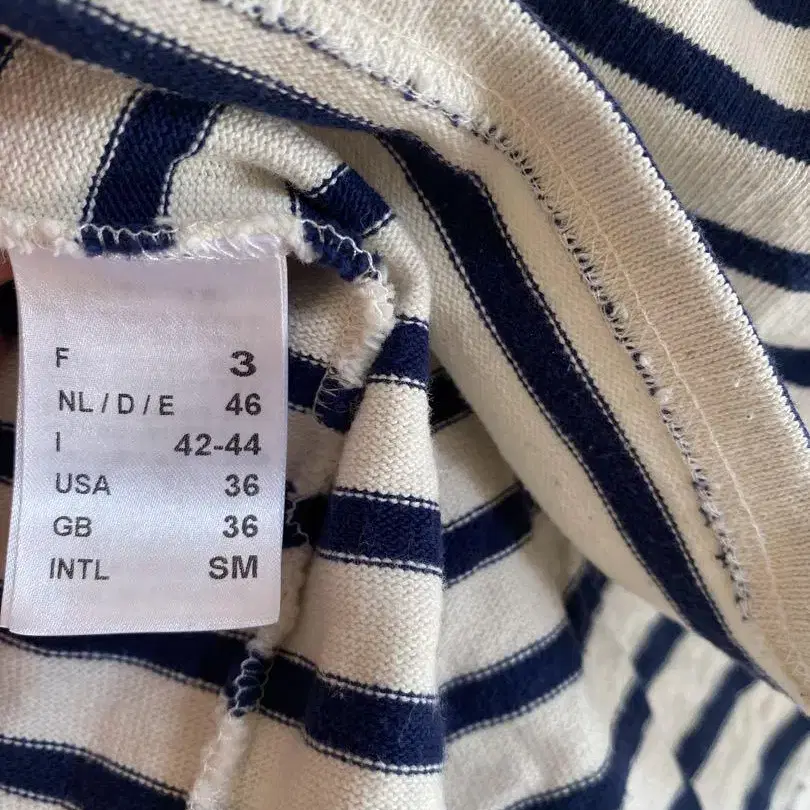 F 3
NL / D / E 46
I 42-44
USA 36
GB 36
INTL SM